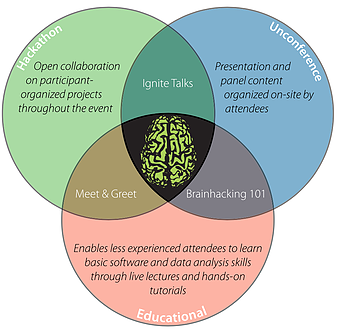 Hackathon
Unconference
Open collaboration
on participant-
organized projects
throughout the event
Ignite Talks
Presentation and
panel content
organized on-site by
attendees
Meet & Greet
Brainhacking 101
Enables less experienced attendees to learn
basic software and data analysis skills
through live lectures and hands-on
tutorials
Educational